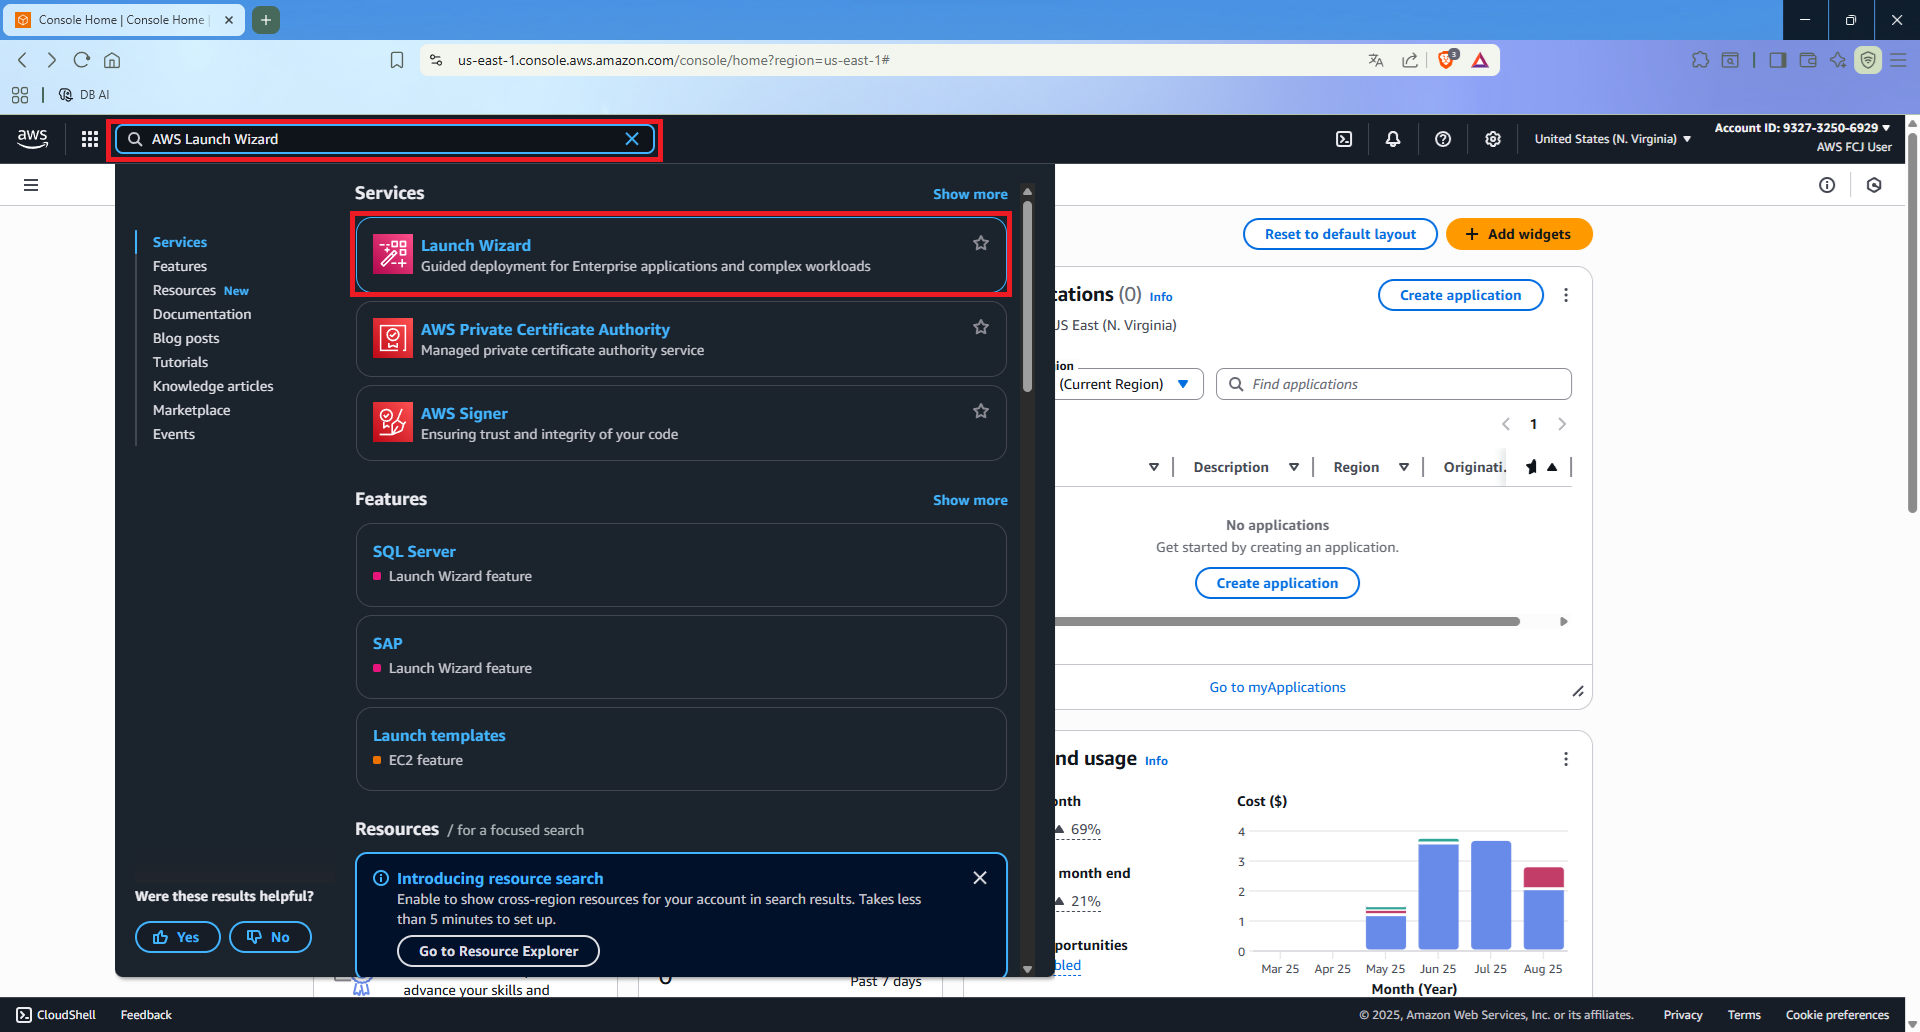 Console Home | Console Home
us-east-1.console.aws.amazon.com/console/home?region=us-east-1#
3
DB AI
aws
AWS Launch Wizard
United States (N. Virginia)
Account ID: 9327-3250-6929
AWS FCJ User
Services
Features
Resources New
Documentation
Blog posts
Tutorials
Knowledge articles
Marketplace
Events
Were these results helpful?
Yes
No
Services
Show more
Launch Wizard
Guided deployment for Enterprise applications and complex workloads
AWS Private Certificate Authority
Managed private certificate authority service
AWS Signer
Ensuring trust and integrity of your code
Features
Show more
SQL Server
Launch Wizard feature
SAP
Launch Wizard feature
Launch templates
EC2 feature
Resources / for a focused search
Introducing resource search
Enable to show cross-region resources for your account in search results. Takes less
than 5 minutes to set up.
Go to Resource Explorer
advance your skills and
Past 7 days
Reset to default layout
Add widgets
cations (0) Info
US East (N. Virginia)
Create application
ion
(Current Region)
Find applications
1
Description
Region
Originati.
No applications
Get started by creating an application.
Create application
Go to myApplications
nd usage Info
onth
69%
month end
21%
portunities
bled
Cost ($)
4
3
2
1
0
Mar 25 Apr 25 May 25 Jun 25 Jul 25 Aug 25
Month (Year)
CloudShell
Feedback
© 2025, Amazon Web Services, Inc. or its affiliates.
Privacy
Terms
Cookie preferences